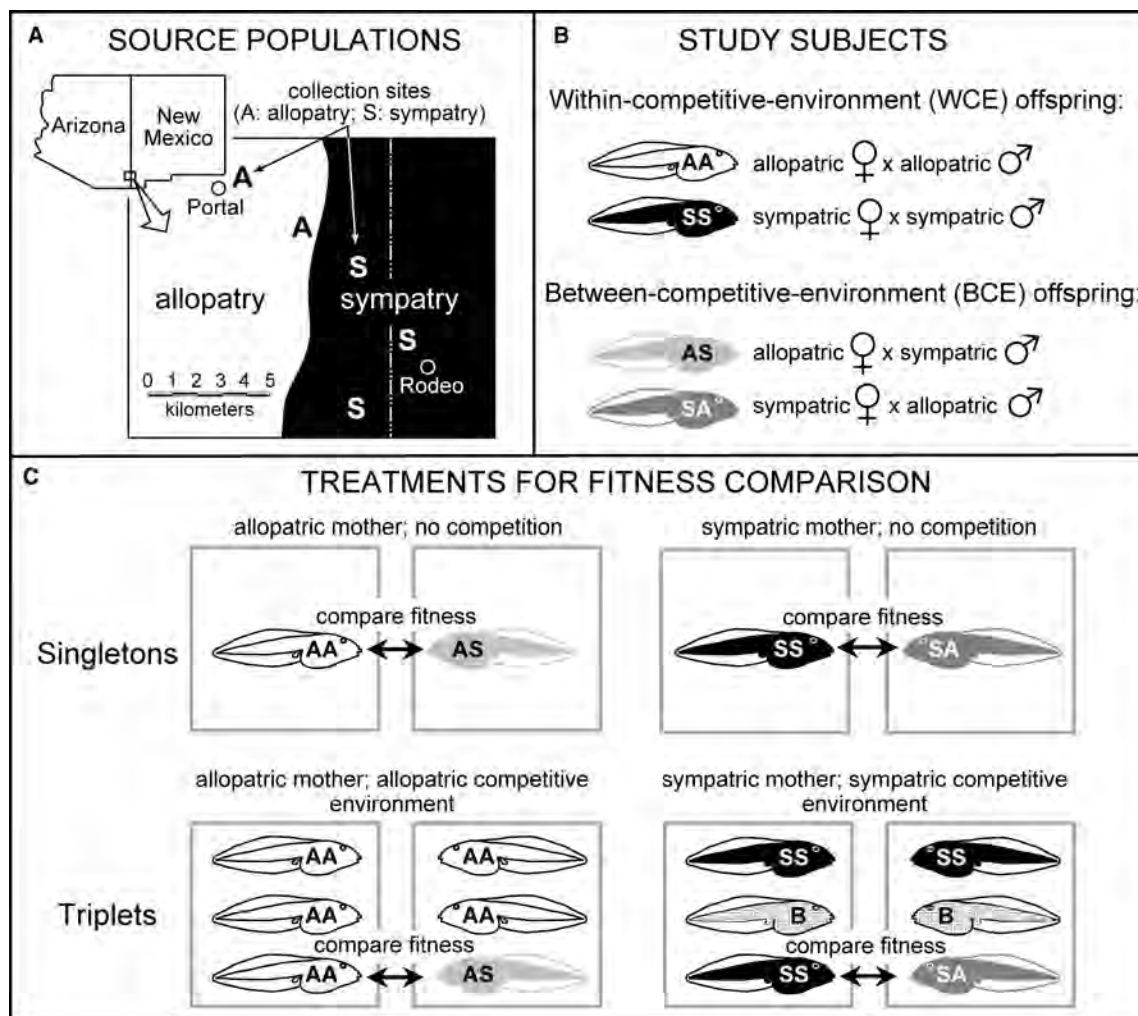 A
SOURCE POPULATIONS
collection sites
(A: allopatry; S: sympatry)
Arizona
New
Mexico
A
Portal
A
S
allopatry
sympatry
S
Rodeo
0 1 2 3 4 5
kilometers
S
B
STUDY SUBJECTS
Within-competitive-environment (WCE) offspring:
AA allopatric ♀ x allopatric ♂
SS sympatric ♀ x sympatric ♂
Between-competitive-environment (BCE) offspring:
AS allopatric ♀ x sympatric ♂
SA sympatric ♀ x allopatric ♂
C
TREATMENTS FOR FITNESS COMPARISON
allopatric mother; no competition
sympatric mother; no competition
Singletons
compare fitness
AA AS
compare fitness
SS SA
allopatric mother; allopatric competitive
environment
sympatric mother; sympatric competitive
environment
Triplets
AA AA
AA AA
compare fitness
AA AS
SS SS
B B
compare fitness
SS SA